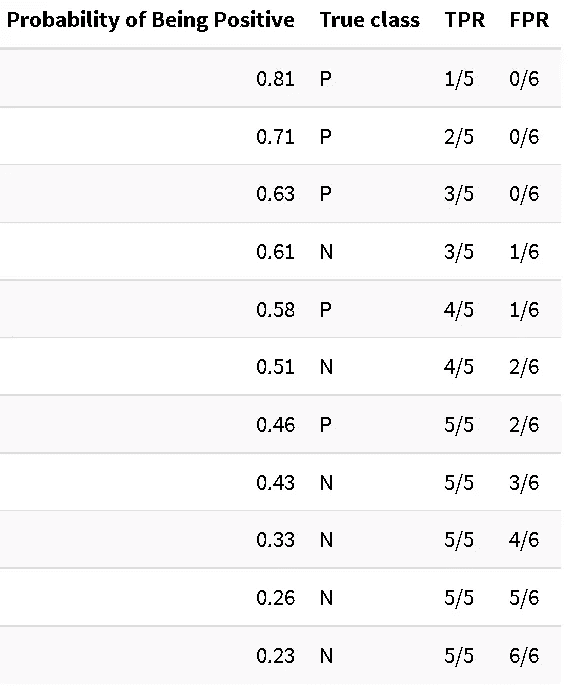 Probability of Being Positive True class TPR FPR
0.81 P 1/5 0/6
0.71 P 2/5 0/6
0.63 P 3/5 0/6
0.61 N 3/5 1/6
0.58 P 4/5 1/6
0.51 N 4/5 2/6
0.46 P 5/5 2/6
0.43 N 5/5 3/6
0.33 N 5/5 4/6
0.26 N 5/5 5/6
0.23 N 5/5 6/6